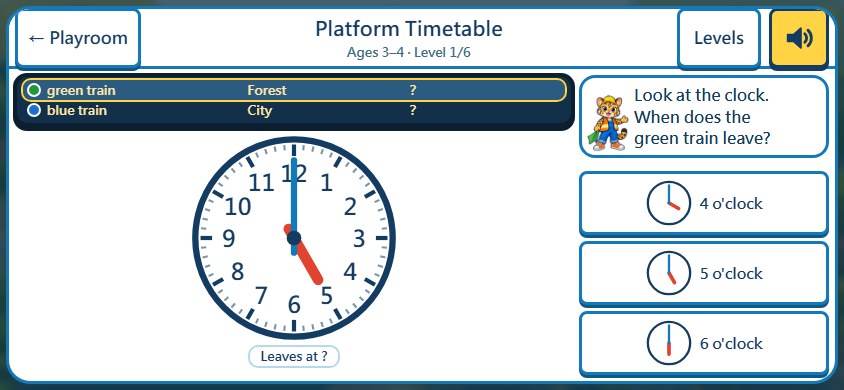 ← Playroom
Platform Timetable
Ages 3–4 · Level 1/6
Levels
green train Forest ?
blue train City ?
Look at the clock.
When does the
green train leave?
12
11 1
10 2
9 3
8 4
7 5
6
Leaves at ?
4 o'clock
5 o'clock
6 o'clock